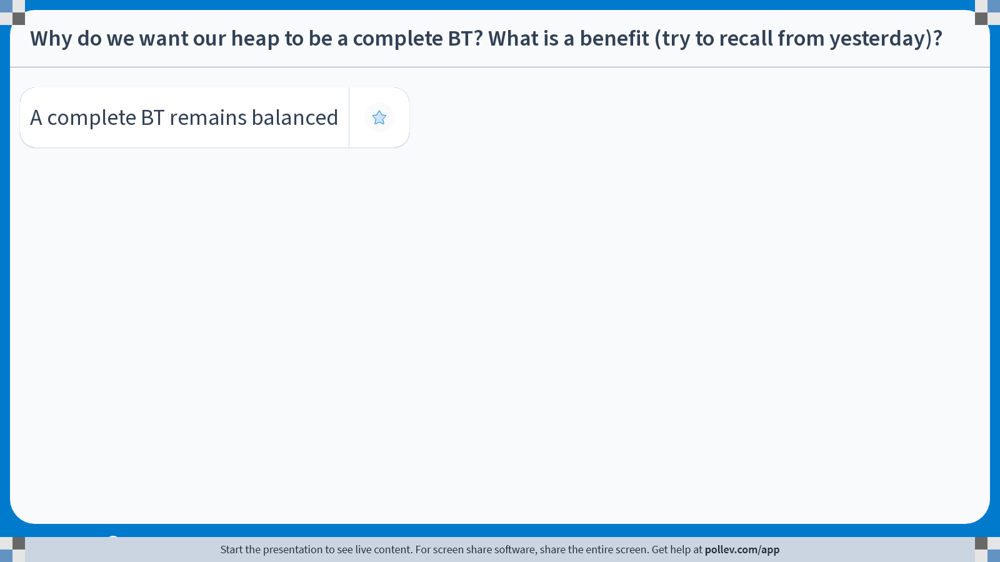 Why do we want our heap to be a complete BT? What is a benefit (try to recall from yesterday)?
A complete BT remains balanced
Start the presentation to see live content. For screen share software, share the entire screen. Get help at pollev.com/app